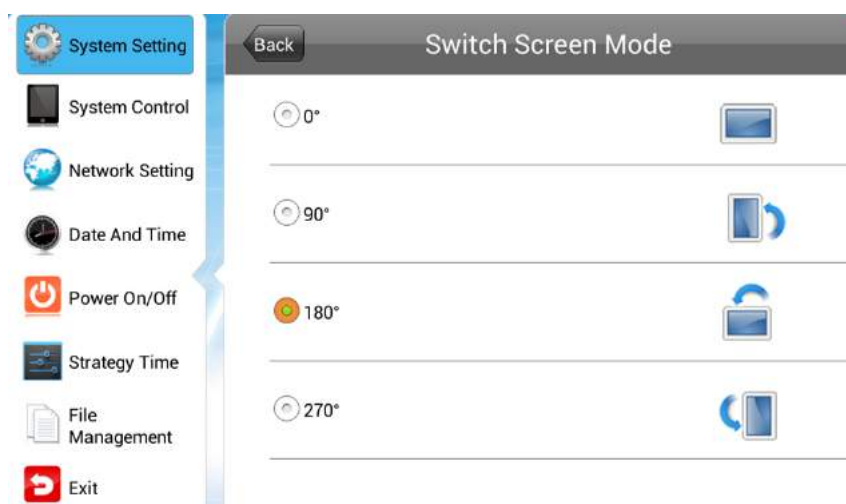 System Setting
System Control
Network Setting
Date And Time
Power On/Off
Strategy Time
File
Management
Exit
Back
Switch Screen Mode
0°
90°
180°
270°